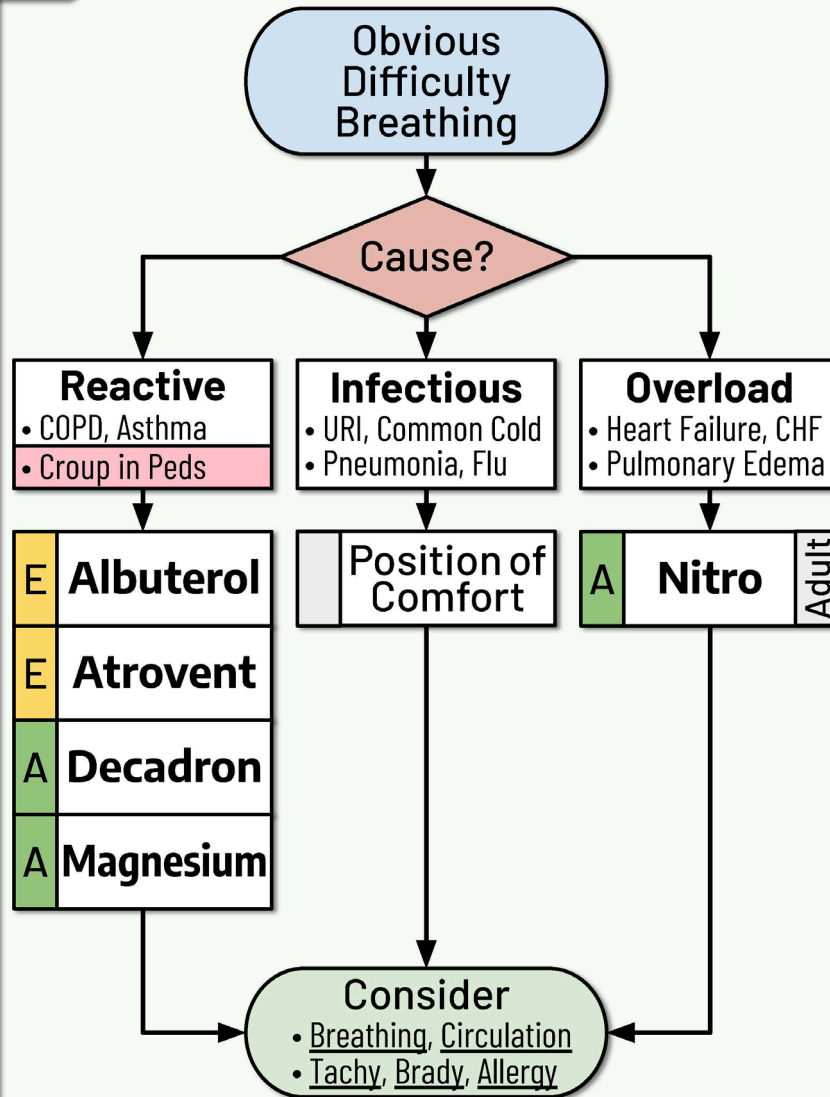 Obvious
Difficulty
Breathing
Cause?
Reactive
• COPD, Asthma
• Croup in Peds
E Albuterol
E Atrovent
A Decadron
A Magnesium
Infectious
• URI, Common Cold
• Pneumonia, Flu
Position of
Comfort
Overload
• Heart Failure, CHF
• Pulmonary Edema
A Nitro Adult
Consider
• Breathing, Circulation
• Tachy, Brady, Allergy